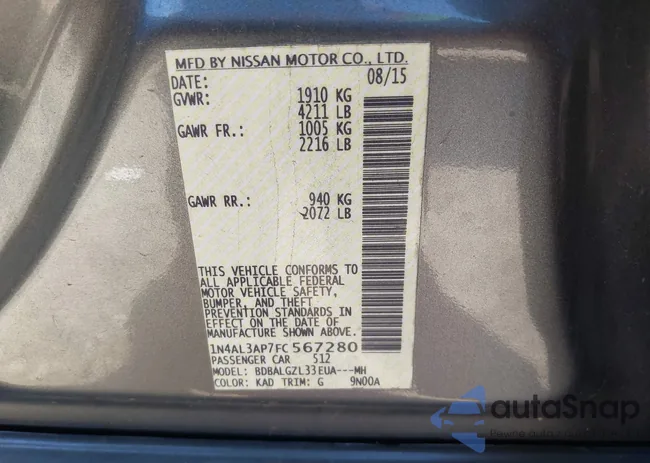 MFD BY NISSAN MOTOR CO., LTD.
DATE: 08/15
GVWR: 1910 KG
4211 LB
GAWR FR.: 1005 KG
2216 LB
GAWR RR.: 940 KG
2072 LB
THIS VEHICLE CONFORMS TO
ALL APPLICABLE FEDERAL
MOTOR VEHICLE SAFETY,
BUMPER, AND THEFT
PREVENTION STANDARDS IN
EFFECT ON THE DATE OF
MANUFACTURE SHOWN ABOVE.
1N4AL3AP7FC567280
PASSENGER CAR 512
MODEL: BDBALGZL33EUA---MH
COLOR: KAD TRIM: G 9N00A
autoSnap
Pewne auto z